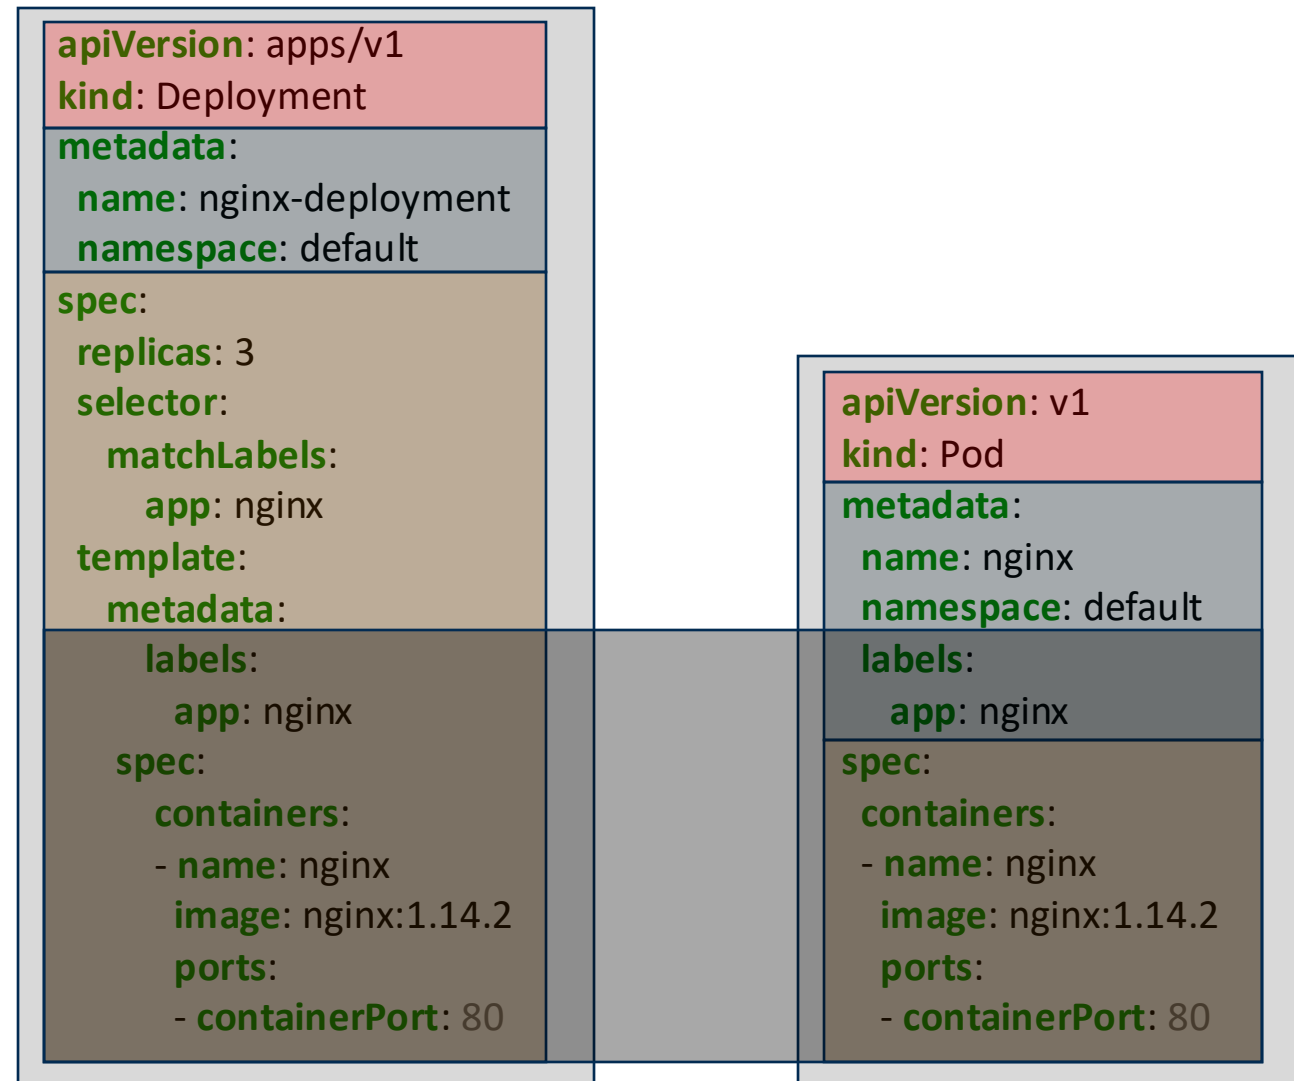 apiVersion: apps/v1
kind: Deployment
metadata:
name: nginx-deployment
namespace: default
spec:
replicas: 3
selector:
matchLabels:
app: nginx
template:
metadata:
labels:
app: nginx
spec:
containers:
- name: nginx
image: nginx:1.14.2
ports:
- containerPort: 80
apiVersion: v1
kind: Pod
metadata:
name: nginx
namespace: default
labels:
app: nginx
spec:
containers:
- name: nginx
image: nginx:1.14.2
ports:
- containerPort: 80